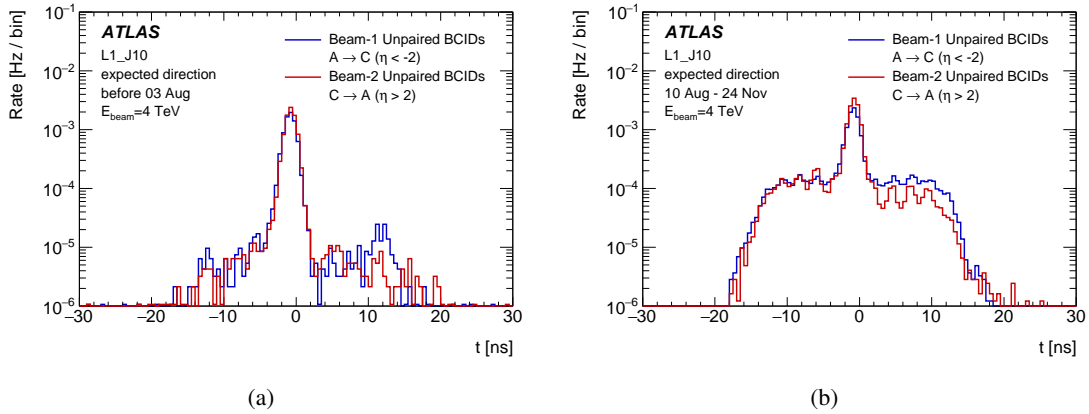 Rate [Hz / bin]
10⁻¹
10⁻²
10⁻³
10⁻⁴
10⁻⁵
10⁻⁶
ATLAS
L1_J10
expected direction
before 03 Aug
E_beam=4 TeV
Beam-1 Unpaired BCIDs
A → C (η < -2)
Beam-2 Unpaired BCIDs
C → A (η > 2)
−30 −20 −10 0 10 20 30
t [ns]
(a)
Rate [Hz / bin]
10⁻¹
10⁻²
10⁻³
10⁻⁴
10⁻⁵
10⁻⁶
ATLAS
L1_J10
expected direction
10 Aug - 24 Nov
E_beam=4 TeV
Beam-1 Unpaired BCIDs
A → C (η < -2)
Beam-2 Unpaired BCIDs
C → A (η > 2)
−30 −20 −10 0 10 20 30
t [ns]
(b)